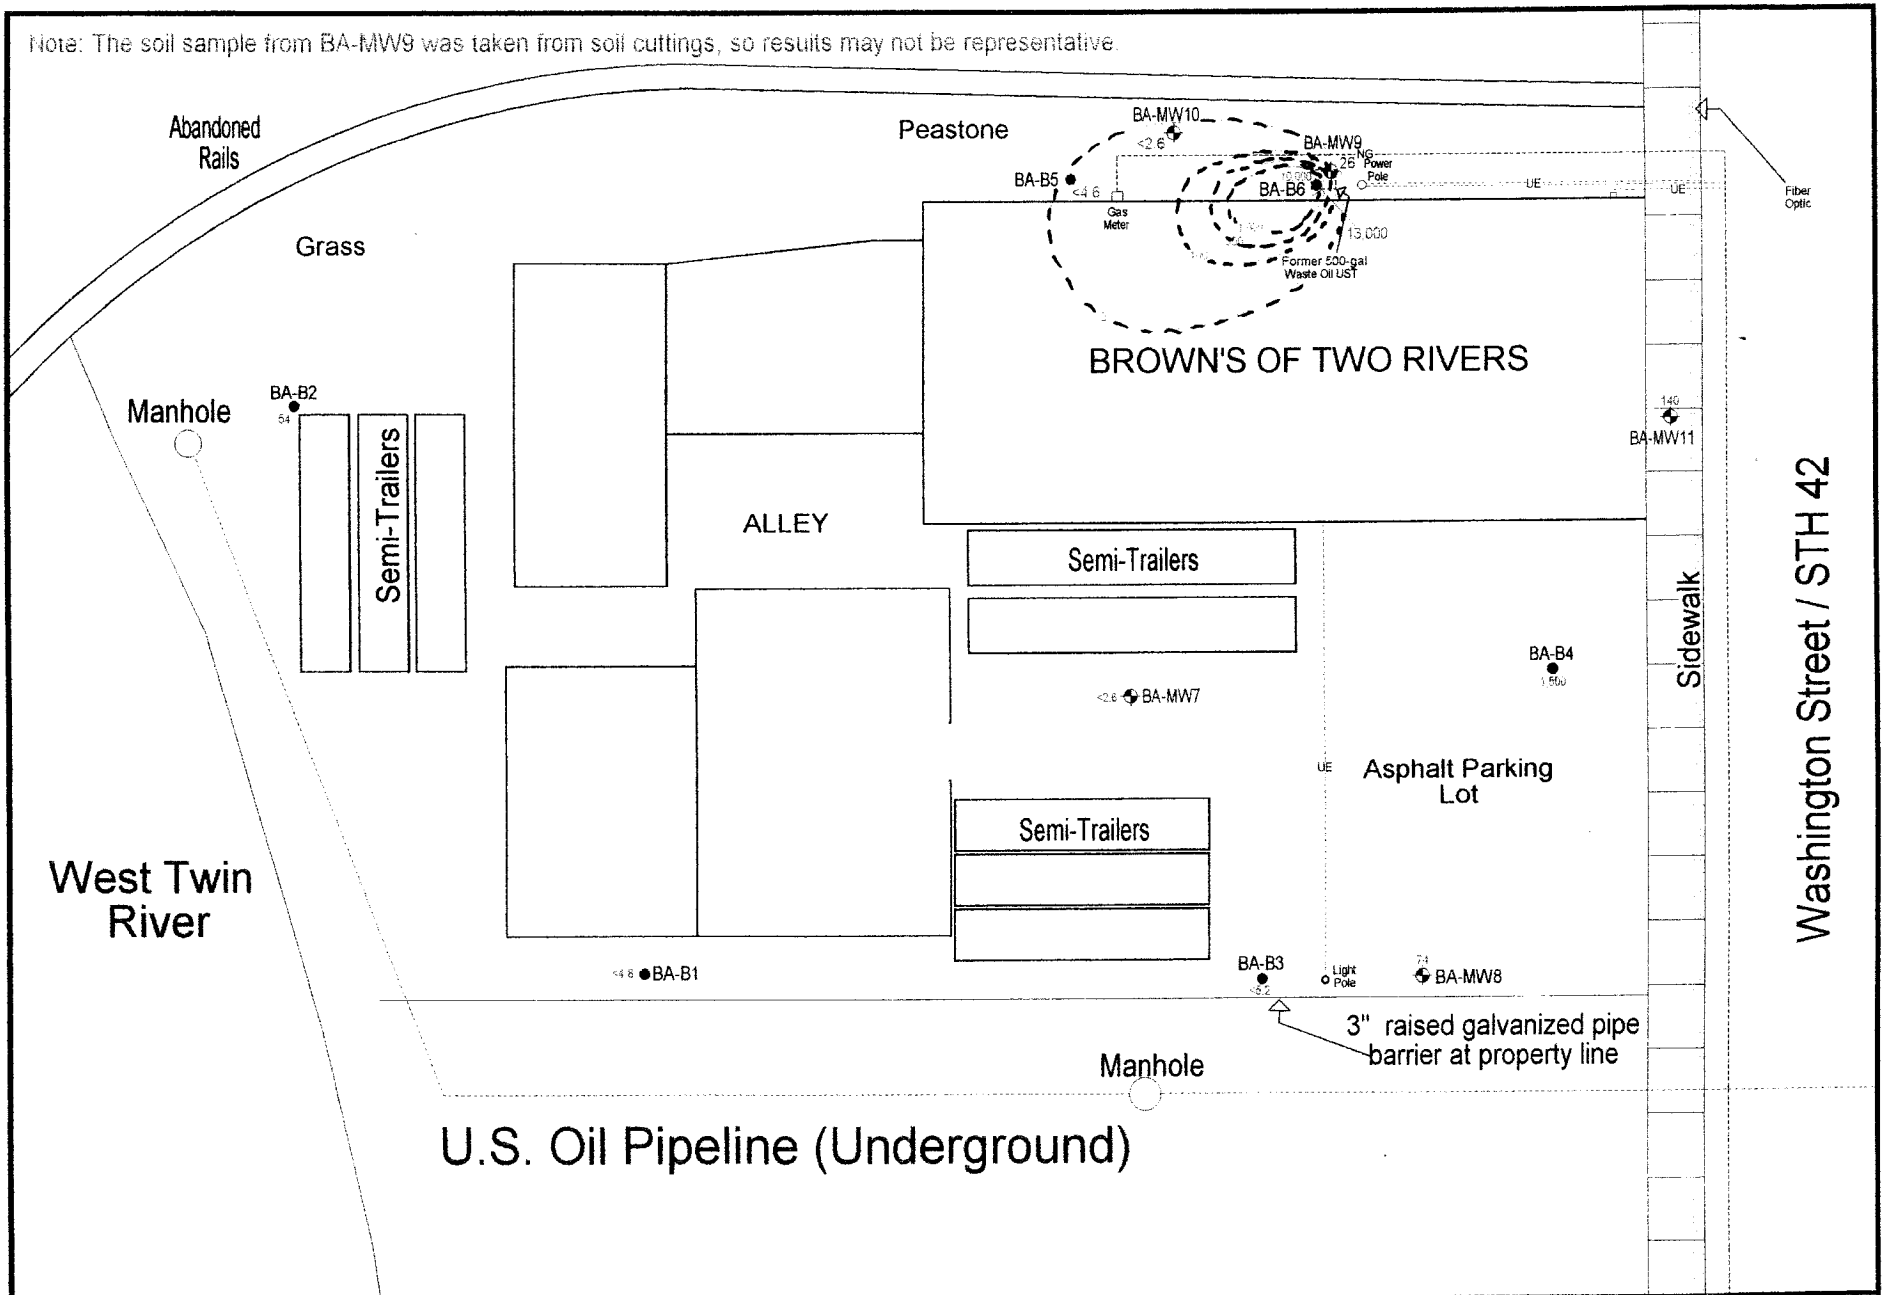 Note: The soil sample from BA-MW9 was taken from soil cuttings, so results may not be representative.
Abandoned
Rails
Peastone
BA-MW10
<2.6
BA-MW9
26
NG
Power
Pole
BA-B5
<4.6
Gas
Meter
10,000
BA-B6
UE
UE
Fiber
Optic
13,000
Former 500-gal
Waste Oil UST
Grass
BROWN'S OF TWO RIVERS
BA-B2
54
Manhole
Semi-Trailers
140
BA-MW11
ALLEY
Semi-Trailers
Sidewalk
Washington Street / STH 42
BA-B4
1,500
<2.6
BA-MW7
UE
Asphalt Parking
Lot
Semi-Trailers
West Twin
River
BA-B1
BA-B3
<5.2
Light
Pole
74
BA-MW8
3" raised galvanized pipe
barrier at property line
Manhole
U.S. Oil Pipeline (Underground)